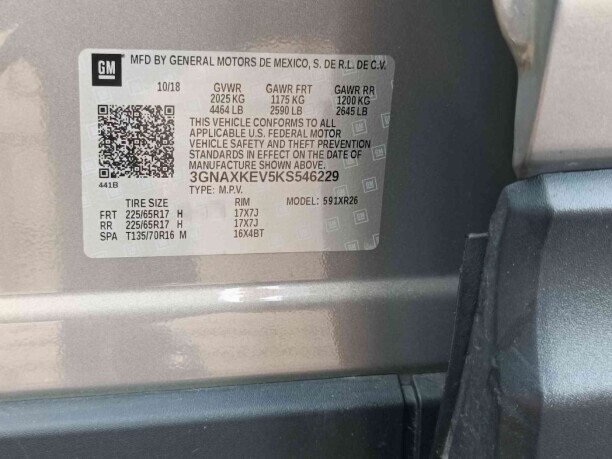 GM MFD BY GENERAL MOTORS DE MEXICO, S. DE R.L. DE C.V.
10/18 GVWR GAWR FRT GAWR RR
2025 KG 1175 KG 1200 KG
4464 LB 2590 LB 2645 LB
THIS VEHICLE CONFORMS TO ALL
APPLICABLE U.S. FEDERAL MOTOR
VEHICLE SAFETY AND THEFT PREVENTION
STANDARDS IN EFFECT ON THE DATE OF
MANUFACTURE SHOWN ABOVE.
3GNAXKEV5KS546229
441B TYPE: M.P.V.
TIRE SIZE RIM MODEL: 591XR26
FRT 225/65R17 H 17X7J
RR 225/65R17 H 17X7J
SPA T135/70R16 M 16X4BT